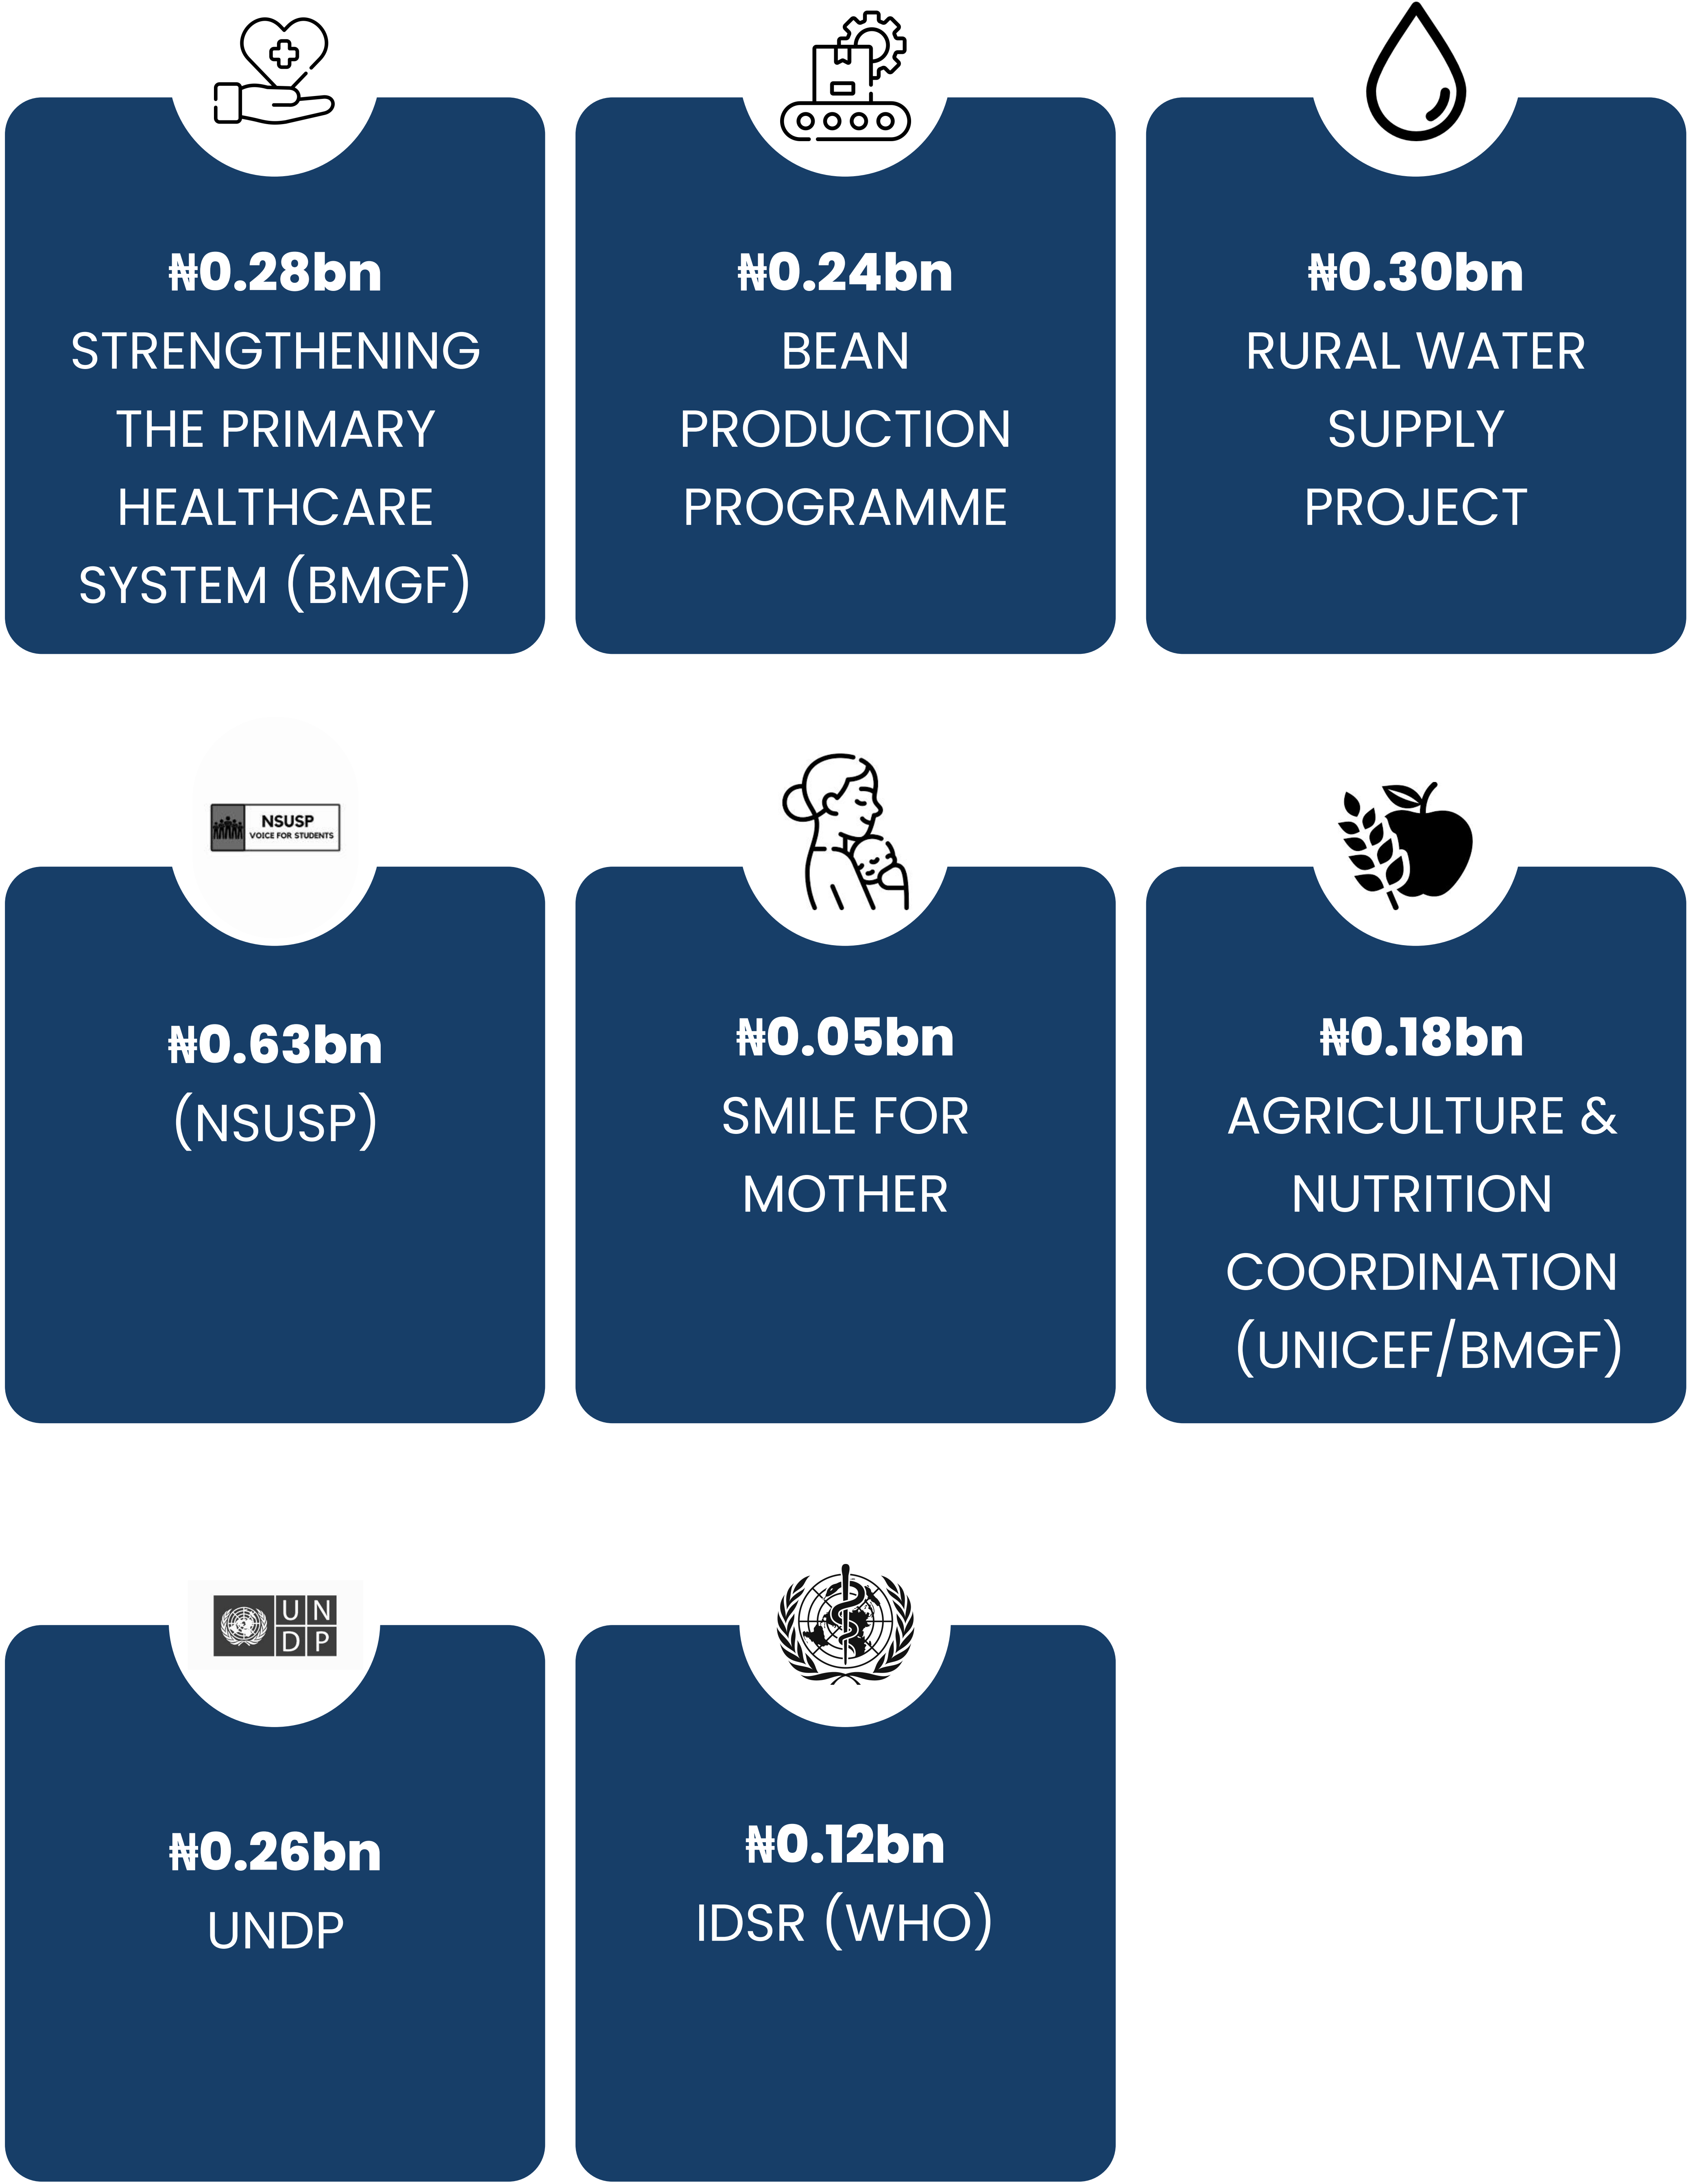 ₦0.28bn
STRENGTHENING
THE PRIMARY
HEALTHCARE
SYSTEM (BMGF)
₦0.24bn
BEAN
PRODUCTION
PROGRAMME
₦0.30bn
RURAL WATER
SUPPLY
PROJECT
NSUSP
VOICE FOR STUDENTS
₦0.63bn
(NSUSP)
₦0.05bn
SMILE FOR
MOTHER
₦0.18bn
AGRICULTURE &
NUTRITION
COORDINATION
(UNICEF/BMGF)
UN
DP
₦0.26bn
UNDP
₦0.12bn
IDSR (WHO)